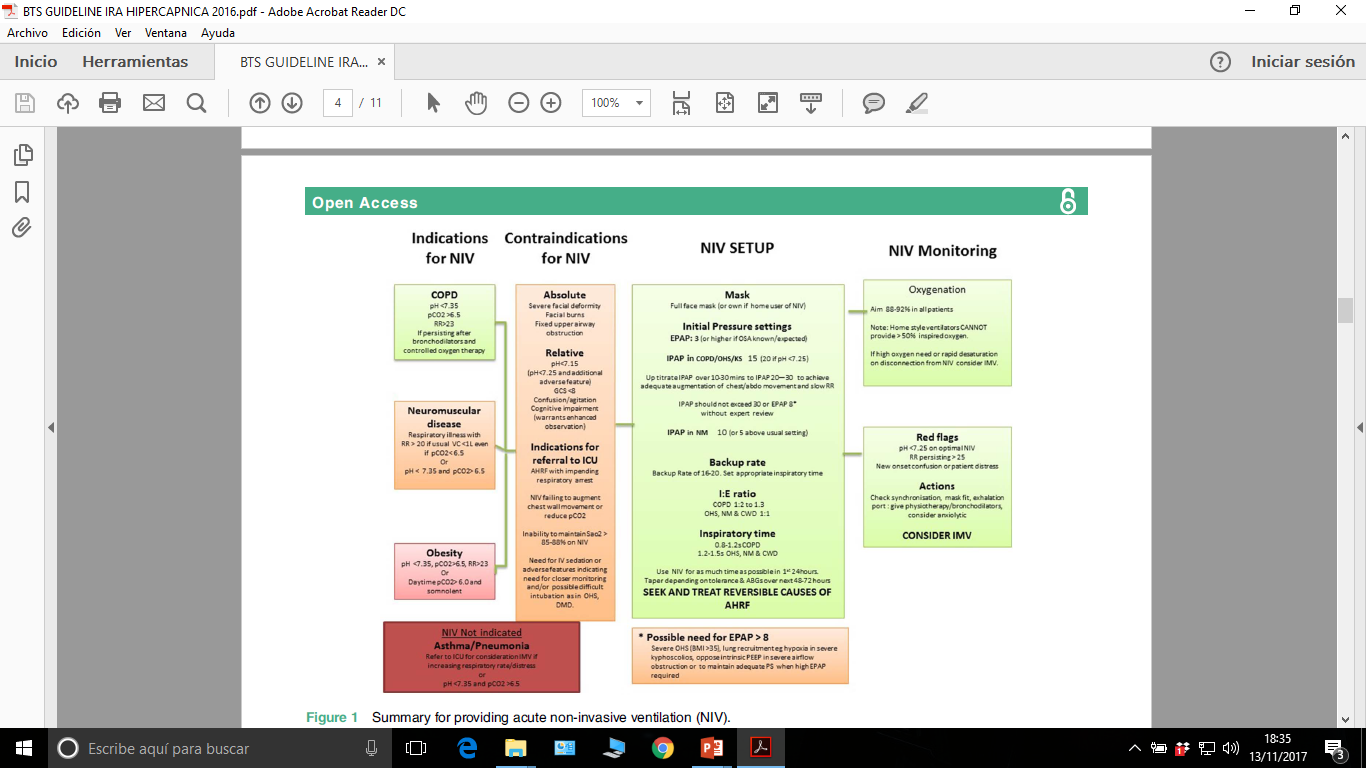 BTS GUIDELINE IRA HIPERCAPNICA 2016.pdf - Adobe Acrobat Reader DC
Archivo Edición Ver Ventana Ayuda
Inicio Herramientas BTS GUIDELINE IRA... × ? Iniciar sesión
4 / 11 100%
Open Access
Indications
for NIV
COPD
pH <7.35
pCO2 >6.5
RR>23
If persisting after
bronchodilators and
controlled oxygen therapy
Neuromuscular
disease
Respiratory illness with
RR > 20 if usual VC <1L even
if pCO2< 6.5
Or
pH < 7.35 and pCO2> 6.5
Obesity
pH <7.35, pCO2>6.5, RR>23
Or
Daytime pCO2> 6.0 and
somnolent
NIV Not indicated
Asthma/Pneumonia
Refer to ICU for consideration IMV if
increasing respiratory rate/distress
or
pH <7.35 and pCO2 >6.5
Contraindications
for NIV
Absolute
Severe facial deformity
Facial burns
Fixed upper airway
obstruction
Relative
pH<7.15
(pH<7.25 and additional
adverse feature)
GCS <8
Confusion/agitation
Cognitive impairment
(warrants enhanced
observation)
Indications for
referral to ICU
AHRF with impending
respiratory arrest
NIV failing to augment
chest wall movement or
reduce pCO2
Inability to maintain Sao2 >
85-88% on NIV
Need for IV sedation or
adverse features indicating
need for closer monitoring
and/or possible difficult
intubation as in OHS,
DMD.
NIV SETUP
Mask
Full face mask (or own if home user of NIV)
Initial Pressure settings
EPAP: 3 (or higher if OSA known/expected)
IPAP in COPD/OHS/KS 15 (20 if pH <7.25)
Up titrate IPAP over 10-30 mins to IPAP 20—30 to achieve
adequate augmentation of chest/abdo movement and slow RR
IPAP should not exceed 30 or EPAP 8*
without expert review
IPAP in NM 10 (or 5 above usual setting)
Backup rate
Backup Rate of 16-20. Set appropriate inspiratory time
I:E ratio
COPD 1:2 to 1.3
OHS, NM & CWD 1:1
Inspiratory time
0.8-1.2s COPD
1.2-1.5s OHS, NM & CWD
Use NIV for as much time as possible in 1st 24hours.
Taper depending on tolerance & ABGs over next 48-72 hours
SEEK AND TREAT REVERSIBLE CAUSES OF
AHRF
* Possible need for EPAP > 8
Severe OHS (BMI >35), lung recruitment eg hypoxia in severe
kyphoscolios, oppose intrinsic PEEP in severe airflow
obstruction or to maintain adequate PS when high EPAP
required
NIV Monitoring
Oxygenation
Aim 88-92% in all patients
Note: Home style ventilators CANNOT
provide > 50% inspired oxygen.
If high oxygen need or rapid desaturation
on disconnection from NIV consider IMV.
Red flags
pH <7.25 on optimal NIV
RR persisting > 25
New onset confusion or patient distress
Actions
Check synchronisation, mask fit, exhalation
port : give physiotherapy/bronchodilators,
consider anxiolytic
CONSIDER IMV
Figure 1 Summary for providing acute non-invasive ventilation (NIV).
Escribe aquí para buscar
18:35
13/11/2017
3